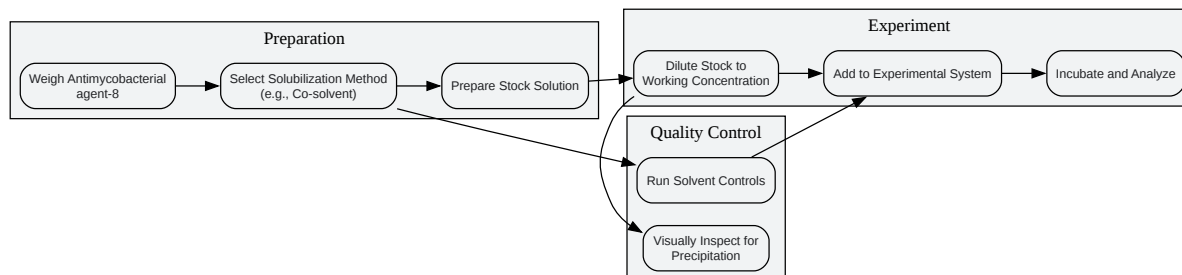 Preparation
Weigh Antimycobacterial
agent-8
Select Solubilization Method
(e.g., Co-solvent)
Prepare Stock Solution
Experiment
Dilute Stock to
Working Concentration
Add to Experimental System
Incubate and Analyze
Quality Control
Run Solvent Controls
Visually Inspect for
Precipitation